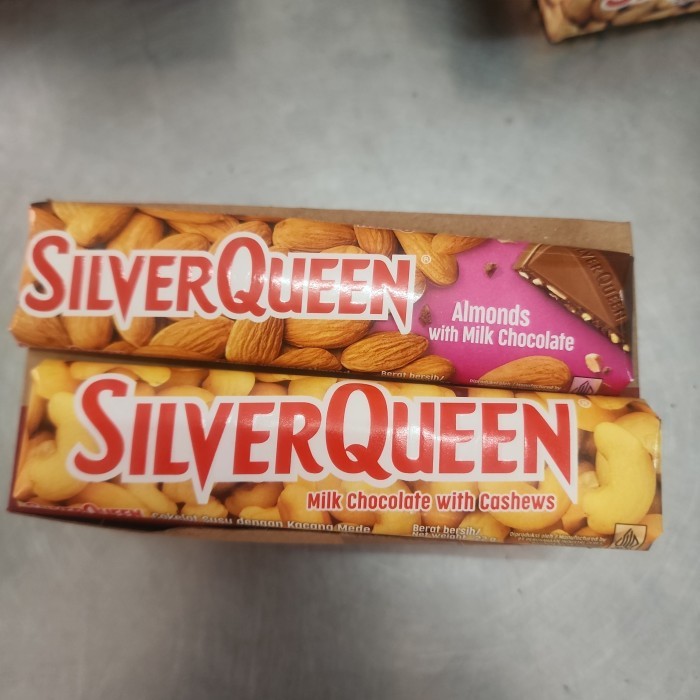 SILVERQUEEN®
Almonds
with Milk Chocolate
Berat bersih/
SILVERQUEEN®
Milk Chocolate with Cashews
Cokelat Susu dengan Kacang Mede
Berat bersih/
Net weight: